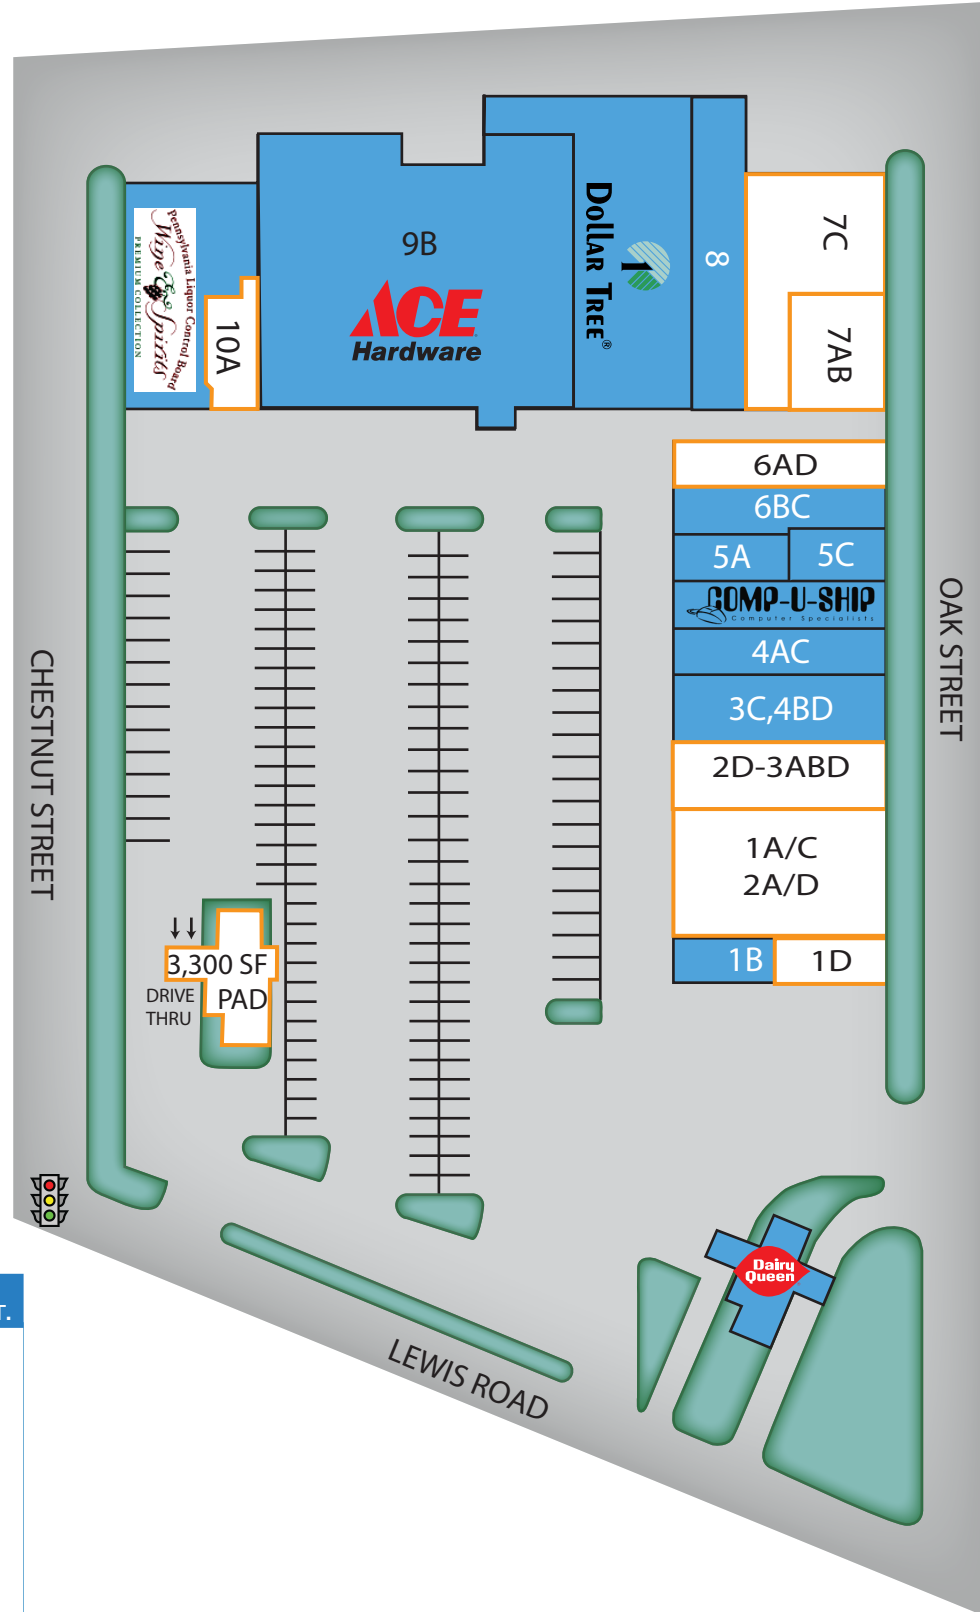 Pennsylvania Liquor Control Board
Wine & Spirits
PREMIUM COLLECTION
10A
9B
ACE
Hardware
DOLLAR TREE®
8
7C
7AB
6AD
6BC
5A
5C
COMP-U-SHIP
Computer Specialists
4AC
3C,4BD
2D-3ABD
1A/C
2A/D
1B
1D
OAK STREET
CHESTNUT STREET
3,300 SF
PAD
DRIVE
THRU
Dairy
Queen
LEWIS ROAD
T.